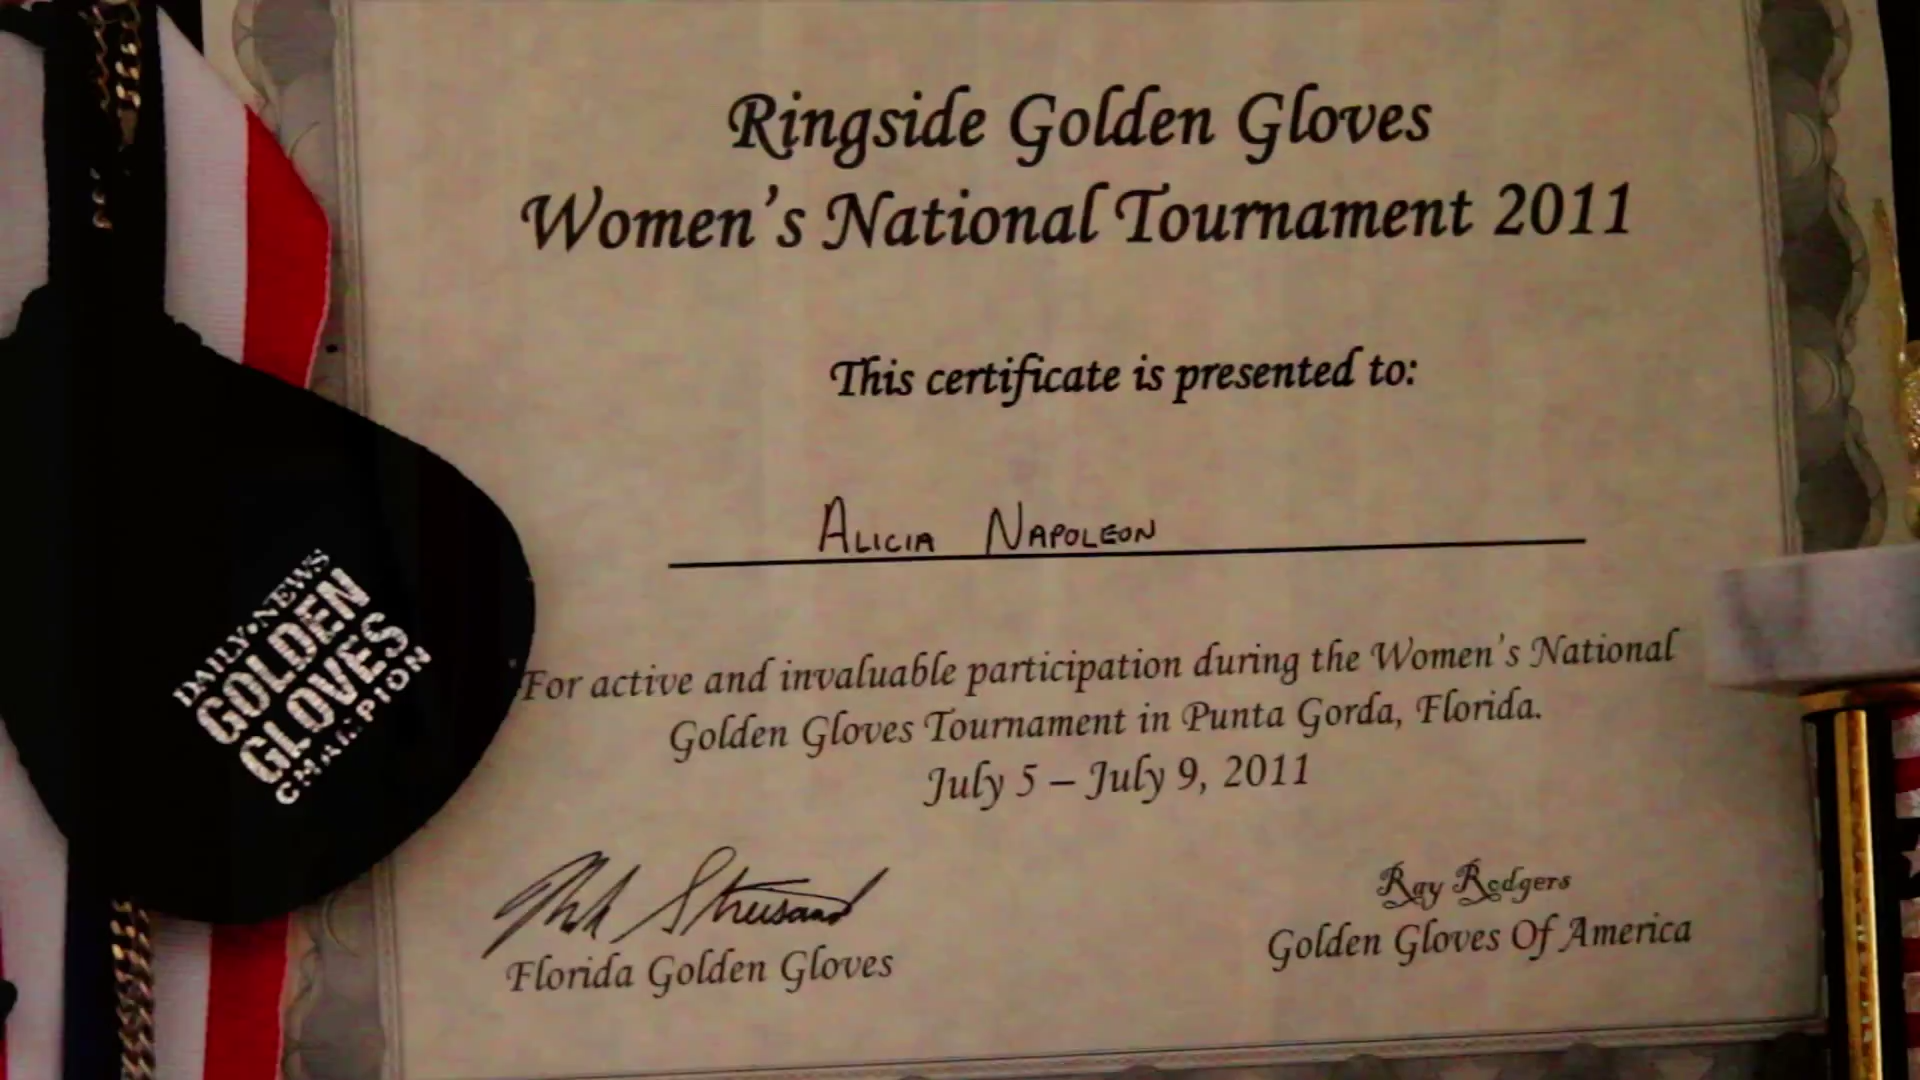 Ringside Golden Gloves
Women's National Tournament 2011
This certificate is presented to:
ALICIA NAPOLEON
For active and invaluable participation during the Women's National
Golden Gloves Tournament in Punta Gorda, Florida.
July 5 – July 9, 2011
Florida Golden Gloves
Ray Rodgers
Golden Gloves Of America
DAILY•NEWS
GOLDEN
GLOVES
CHAMPION